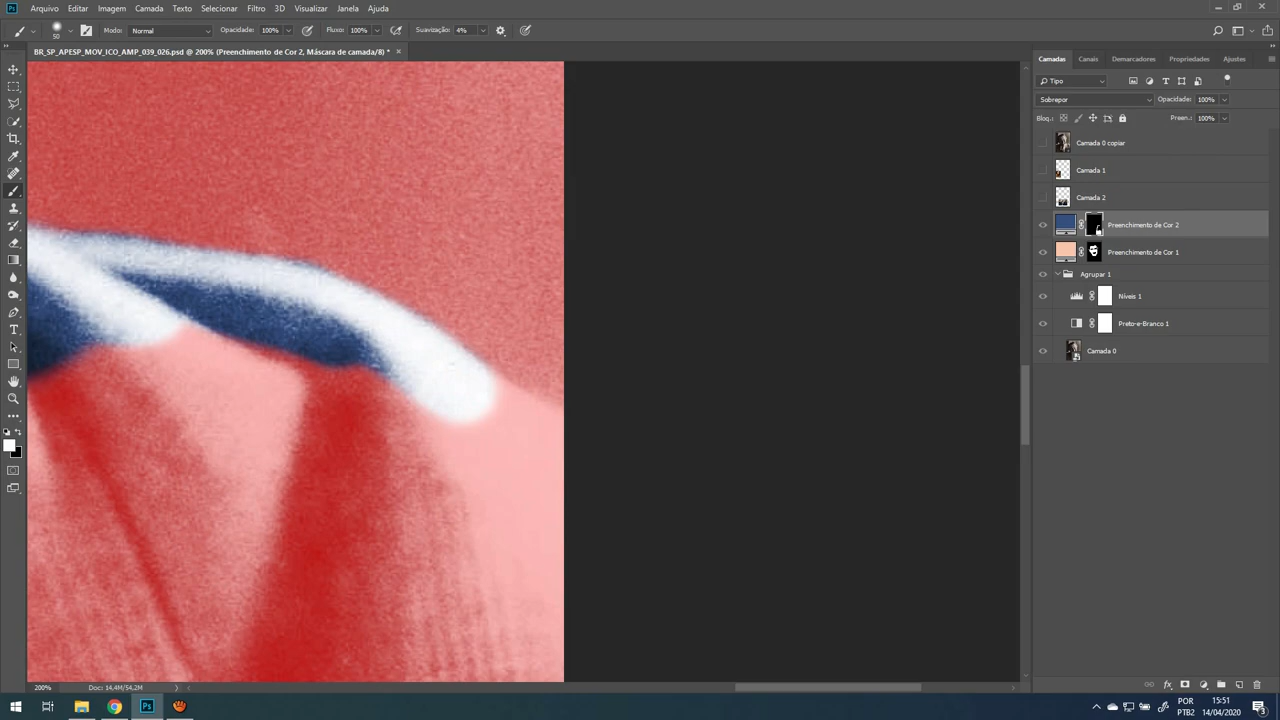 Arquivo Editar Imagem Camada Texto Selecionar Filtro 3D Visualizar Janela Ajuda
50 Modo: Normal Opacidade: 100% Fluxo: 100% Suavização: 4%
BR_SP_APESP_MOV_ICO_AMP_039_026.psd @ 200% (Preenchimento de Cor 2, Máscara de camada/8) *
Camadas Canais Demarcadores Propriedades Ajustes
Tipo
Sobrepor Opacidade: 100%
Bloq.: Preen.: 100%
Camada 0 copiar
Camada 1
Camada 2
Preenchimento de Cor 2
Preenchimento de Cor 1
Agrupar 1
Níveis 1
Preto-e-Branco 1
Camada 0
200% Doc: 14,4M/54,2M
POR 15:51
PTB2 14/04/2020